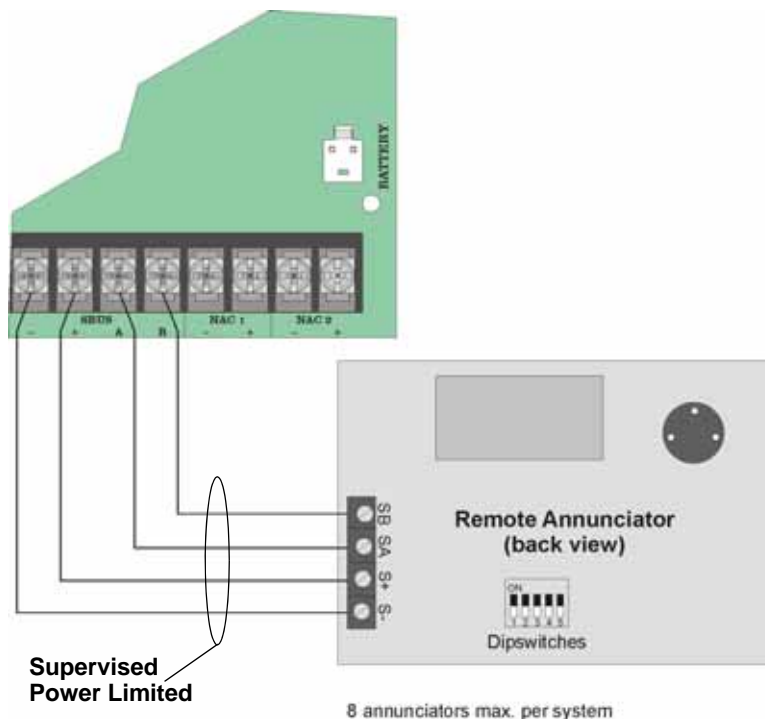 BATTERY
SBUS NAC 1 NAC 2
- + A B - + - +
SB
SA
S+
S-
Remote Annunciator
(back view)
ON
1 2 3 4 5
Dipswitches
Supervised
Power Limited
8 annunciators max. per system